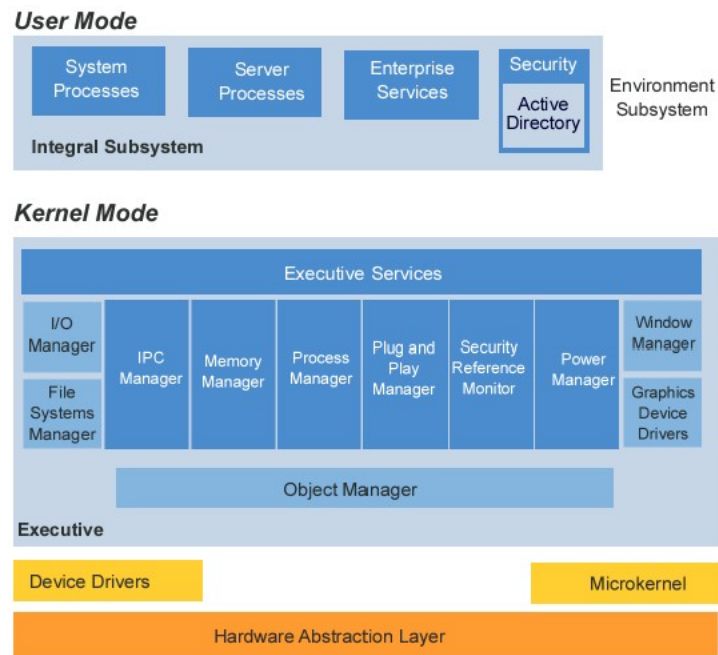 User Mode
System
Processes
Server
Processes
Enterprise
Services
Security
Active
Directory
Environment
Subsystem
Integral Subsystem
Kernel Mode
Executive Services
I/O
Manager
File
Systems
Manager
IPC
Manager
Memory
Manager
Process
Manager
Plug and
Play
Manager
Security
Reference
Monitor
Power
Manager
Window
Manager
Graphics
Device
Drivers
Object Manager
Executive
Device Drivers
Microkernel
Hardware Abstraction Layer